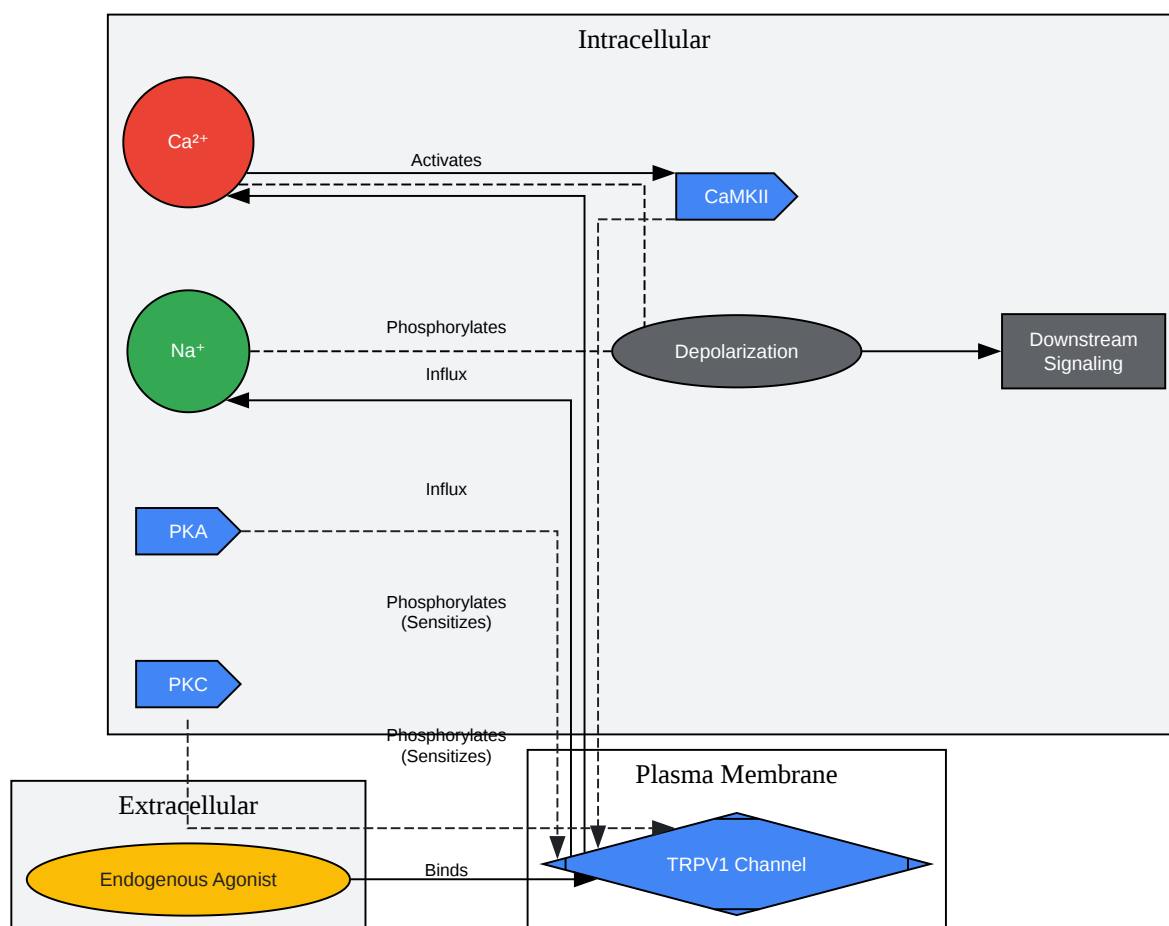 Intracellular
Ca²⁺
Activates
CaMKII
Phosphorylates
Na⁺
Depolarization
Downstream
Signaling
Influx
Influx
PKA
Phosphorylates
(Sensitizes)
PKC
Phosphorylates
(Sensitizes)
Plasma Membrane
Extracellular
TRPV1 Channel
Binds
Endogenous Agonist